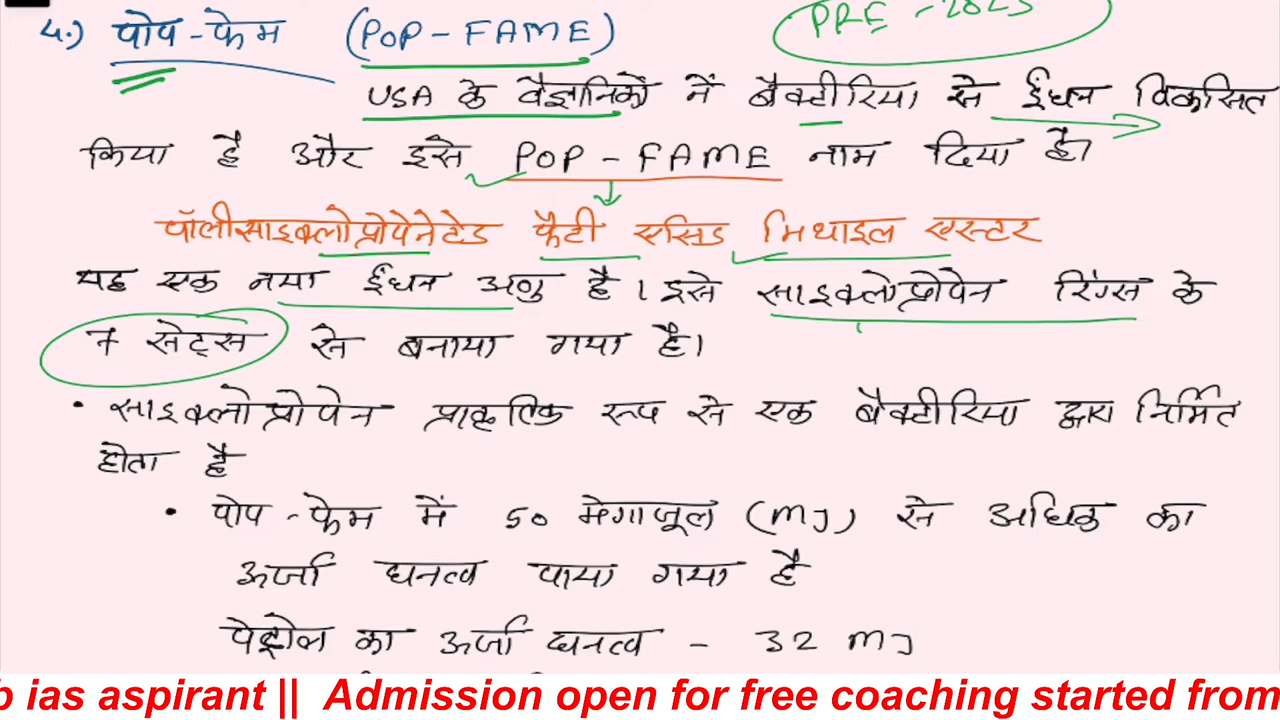 4.) पोप-फेम (POP-FAME) PRE-2023
USA के वैज्ञानिकों नें बैक्टीरिया से ईंधन विकसित
किया है और इसे POP-FAME नाम दिया है।
पॉलीसाइक्लोप्रोपेनेटेड फैटी एसिड मिथाइल एस्टर
यह एक नया ईंधन अणु है। इसे साइक्लोप्रोपेन रिंग्स के
7 सेट्स से बनाया गया है।
• साइक्लोप्रोपेन प्राकृतिक रूप से एक बैक्टीरिया द्वारा निर्मित
होता है
• पोप-फेम में 50 मेगाजूल (MJ) से अधिक का
ऊर्जा घनत्व पाया गया है
पेट्रोल का ऊर्जा घनत्व - 32 MJ
b ias aspirant || Admission open for free coaching started from